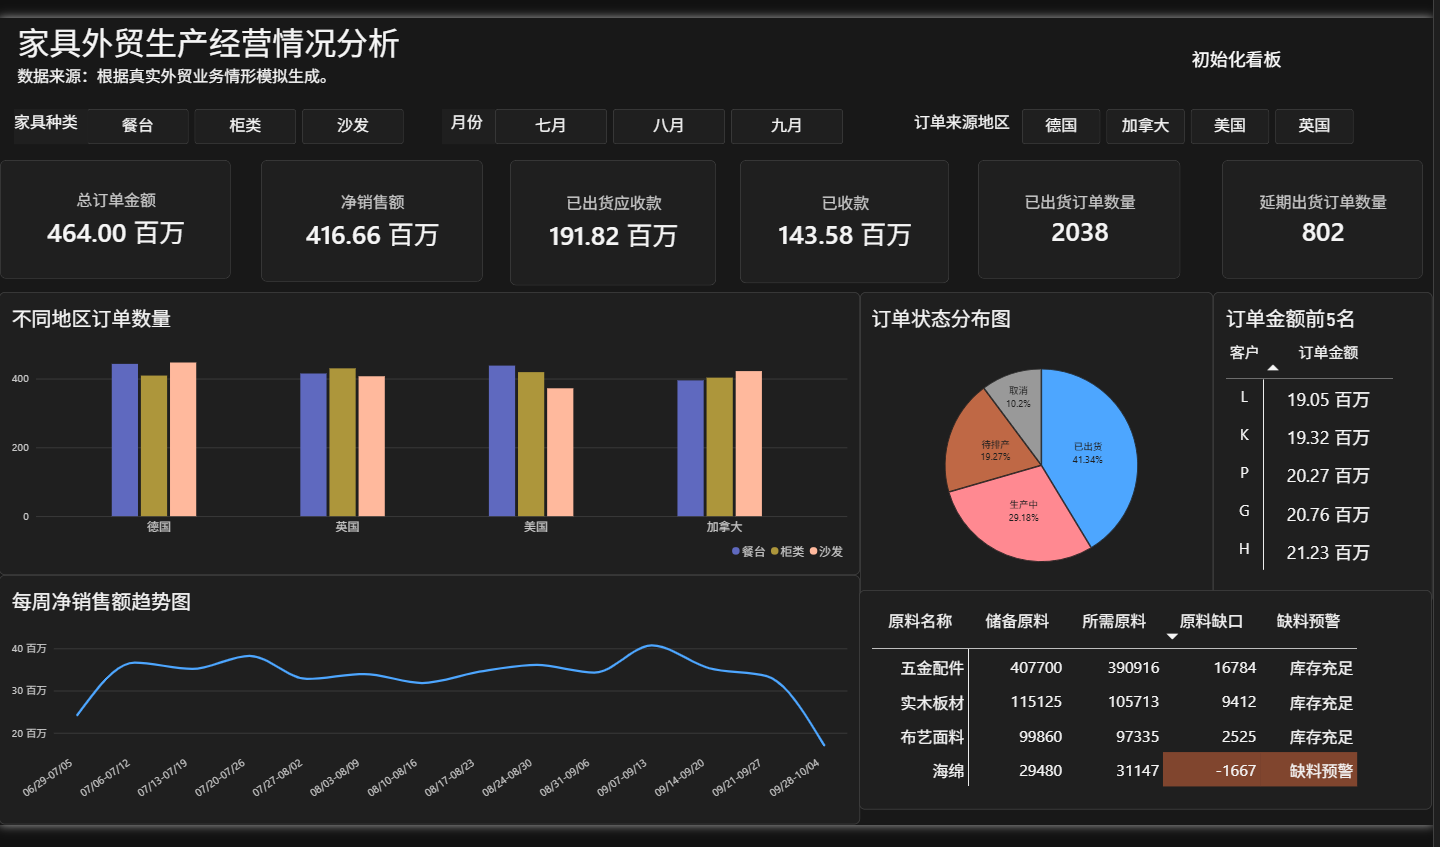 家具外贸生产经营情况分析
数据来源：根据真实外贸业务情形模拟生成。
初始化看板
家具种类 餐台 柜类 沙发 月份 七月 八月 九月 订单来源地区 德国 加拿大 美国 英国
总订单金额
464.00 百万
净销售额
416.66 百万
已出货应收款
191.82 百万
已收款
143.58 百万
已出货订单数量
2038
延期出货订单数量
802
不同地区订单数量
400
200
0
德国 英国 美国 加拿大
餐台 柜类 沙发
订单状态分布图
取消
10.2%
已出货
41.34%
待排产
19.27%
生产中
29.18%
订单金额前5名
客户 订单金额
L 19.05 百万
K 19.32 百万
P 20.27 百万
G 20.76 百万
H 21.23 百万
每周净销售额趋势图
40 百万
30 百万
20 百万
06/29-07/05 07/06-07/12 07/13-07/19 07/20-07/26 07/27-08/02 08/03-08/09 08/10-08/16 08/17-08/23 08/24-08/30 08/31-09/06 09/07-09/13 09/14-09/20 09/21-09/27 09/28-10/04
原料名称 储备原料 所需原料 原料缺口 缺料预警
五金配件 407700 390916 16784 库存充足
实木板材 115125 105713 9412 库存充足
布艺面料 99860 97335 2525 库存充足
海绵 29480 31147 -1667 缺料预警